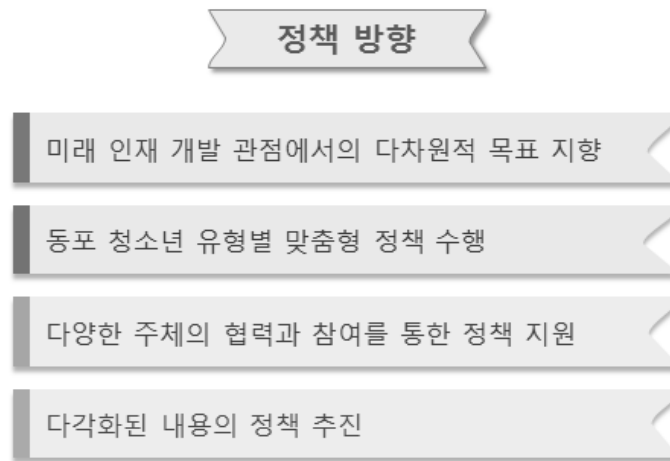 정책 방향
미래 인재 개발 관점에서의 다차원적 목표 지향
동포 청소년 유형별 맞춤형 정책 수행
다양한 주체의 협력과 참여를 통한 정책 지원
다각화된 내용의 정책 추진